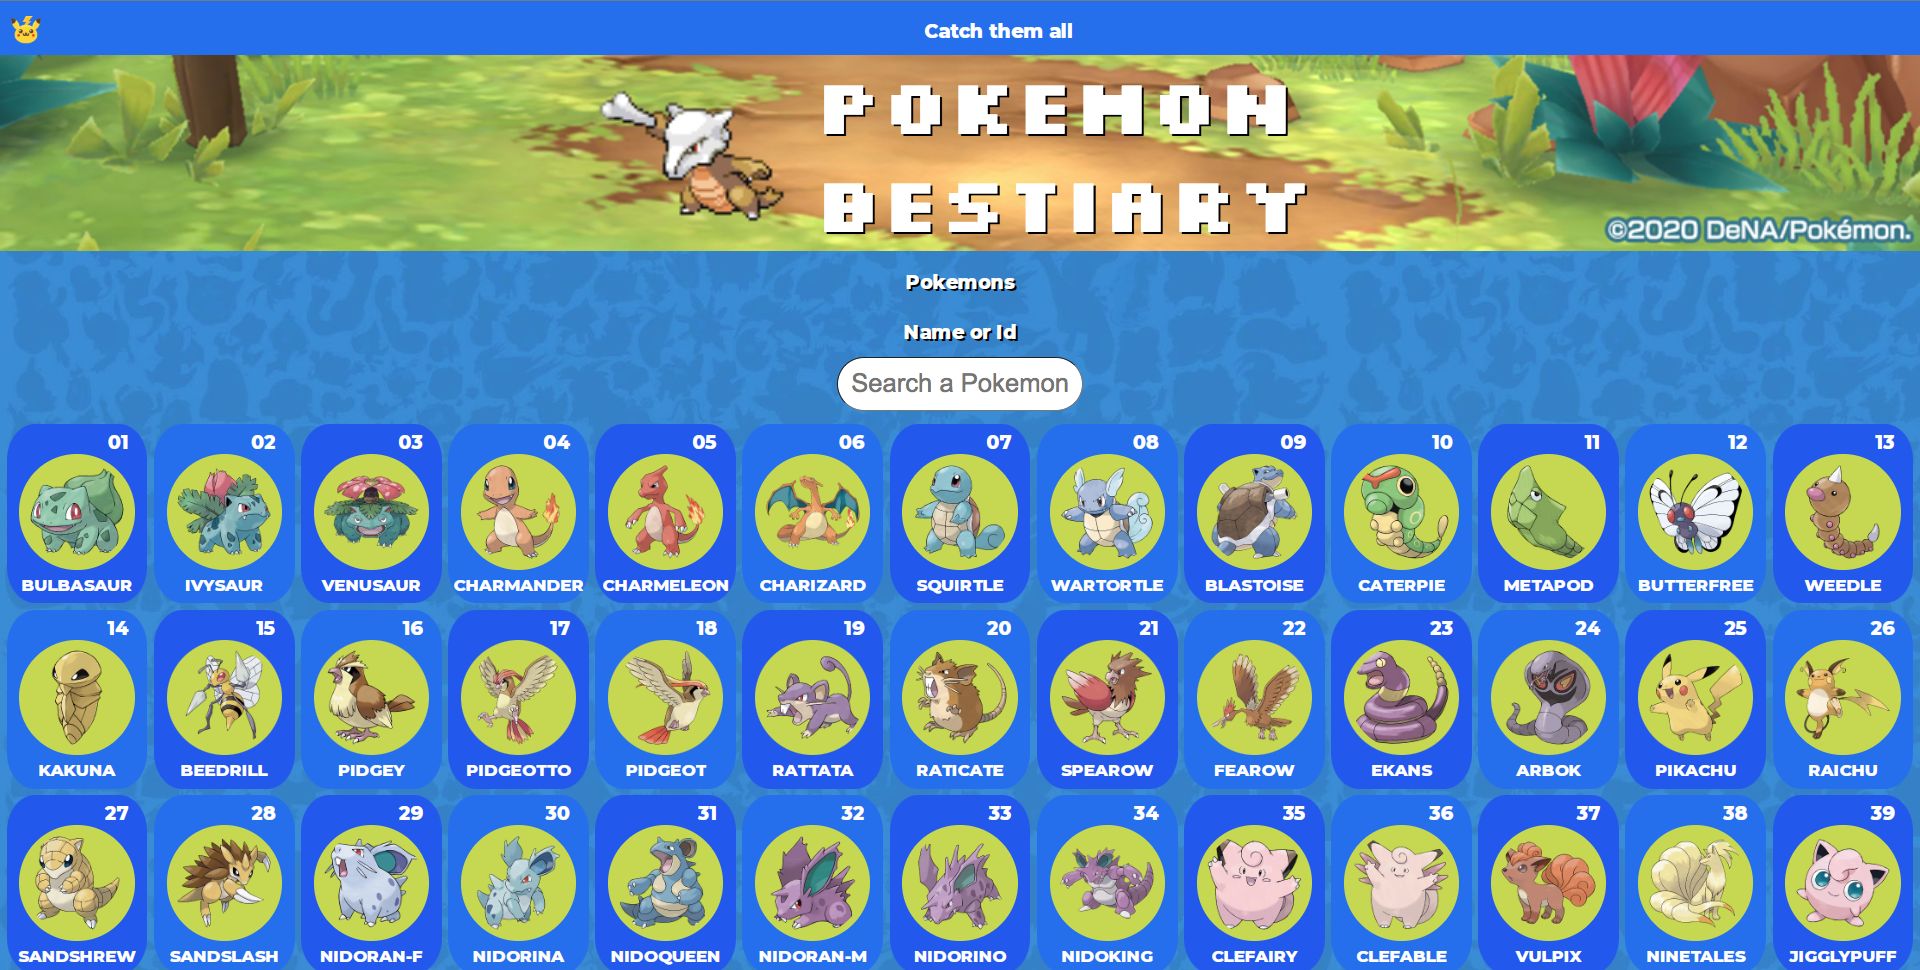 Catch them all
POKEMON
BESTIARY
©2020 DeNA/Pokémon.
Pokemons
Name or Id
Search a Pokemon
01 02 03 04 05 06 07 08 09 10 11 12 13
BULBASAUR IVYSAUR VENUSAUR CHARMANDER CHARMELEON CHARIZARD SQUIRTLE WARTORTLE BLASTOISE CATERPIE METAPOD BUTTERFREE WEEDLE
14 15 16 17 18 19 20 21 22 23 24 25 26
KAKUNA BEEDRILL PIDGEY PIDGEOTTO PIDGEOT RATTATA RATICATE SPEAROW FEAROW EKANS ARBOK PIKACHU RAICHU
27 28 29 30 31 32 33 34 35 36 37 38 39
SANDSHREW SANDSLASH NIDORAN-F NIDORINA NIDOQUEEN NIDORAN-M NIDORINO NIDOKING CLEFAIRY CLEFABLE VULPIX NINETALES JIGGLYPUFF